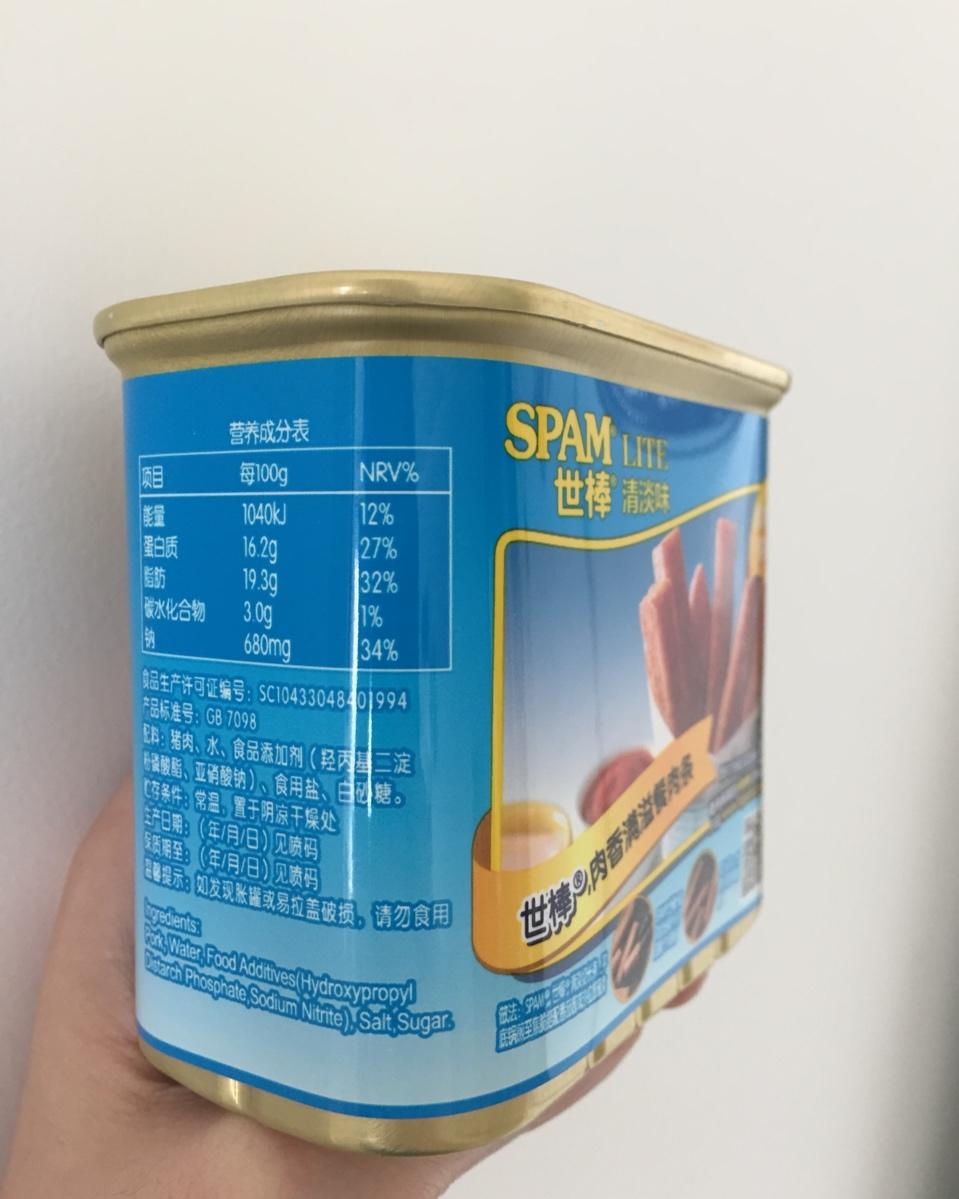 营养成分表
项目 每100g NRV%
能量 1040kJ 12%
蛋白质 16.2g 27%
脂肪 19.3g 32%
碳水化合物 3.0g 1%
钠 680mg 34%
食品生产许可证编号：SC10433048401994
产品标准号：GB 7098
配料：猪肉、水、食品添加剂（羟丙基二淀
粉磷酸酯、亚硝酸钠）、食用盐、白砂糖。
贮存条件：常温，置于阴凉干燥处
生产日期：（年/月/日）见喷码
保质期至：（年/月/日）见喷码
温馨提示：如发现胀罐或易拉盖破损，请勿食用
Ingredients:
Pork, Water, Food Additives(Hydroxypropyl
Distarch Phosphate,Sodium Nitrite), Salt,Sugar.
SPAM® LITE
世棒® 清淡味
世棒®,肉香满溢餐肉条
做法：SPAM® 世棒®